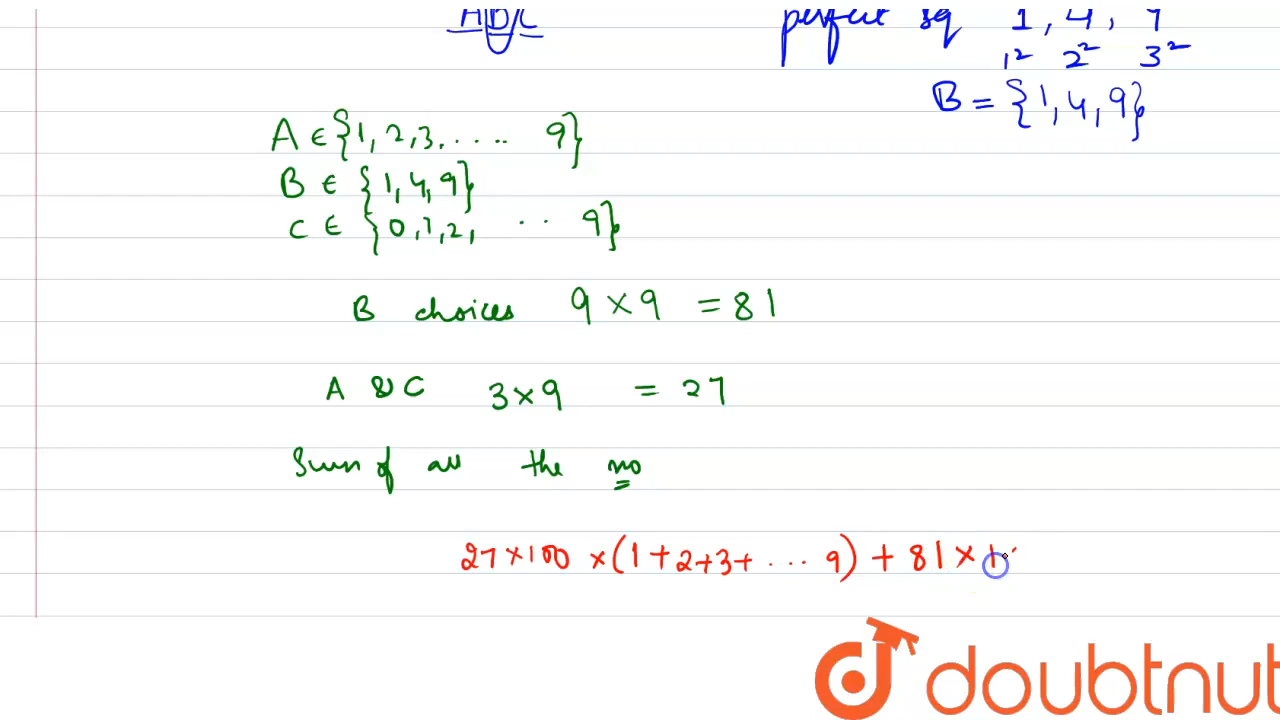 ABC
perfect sq 1, 4, 9
1² 2² 3²
B = {1, 4, 9}
A ∈ {1, 2, 3, ..... 9}
B ∈ {1, 4, 9}
C ∈ {0, 1, 2, .. 9}
B choices 9 × 9 = 81
A & C 3 × 9 = 27
Sum of all the no
27 × 100 × (1 + 2 + 3 + ... 9) + 81 × 1
doubtnut